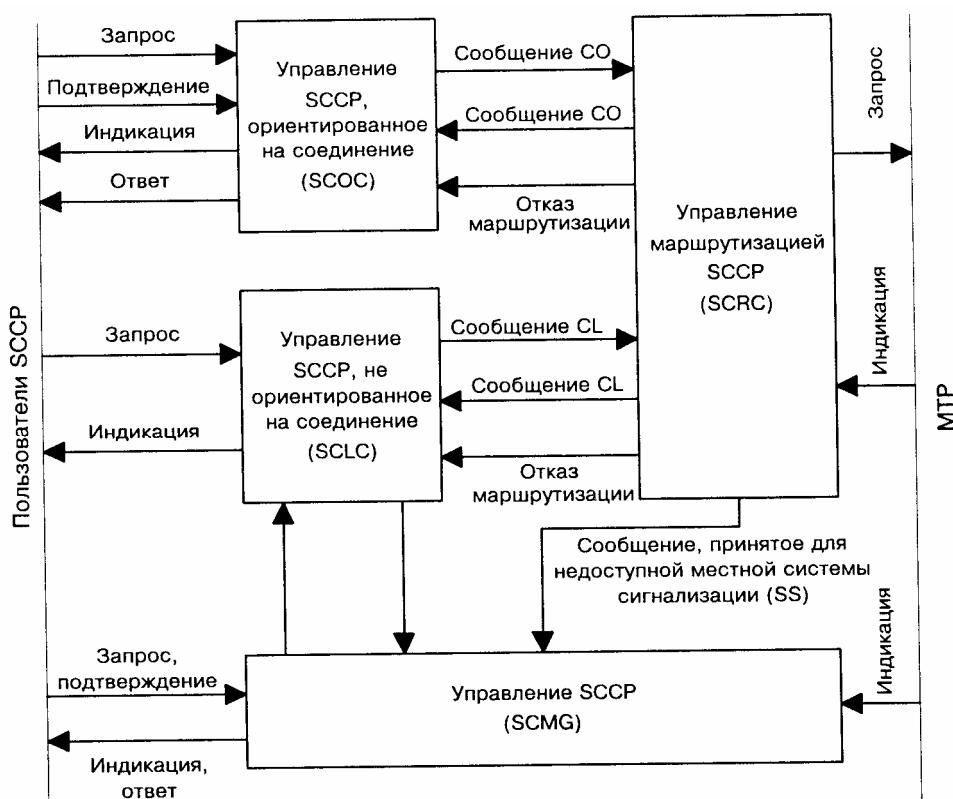 Пользователи SCCP
Запрос
Подтверждение
Индикация
Ответ
Управление
SCCP,
ориентированное
на соединение
(SCOC)
Сообщение CO
Сообщение CO
Отказ
маршрутизации
Управление
маршрутизацией
SCCP
(SCRC)
Запрос
Индикация
MTP
Запрос
Индикация
Управление
SCCP, не
ориентированное
на соединение
(SCLC)
Сообщение CL
Сообщение CL
Отказ
маршрутизации
Сообщение, принятое для
недоступной местной системы
сигнализации (SS)
Запрос,
подтверждение
Индикация,
ответ
Управление SCCP
(SCMG)
Индикация